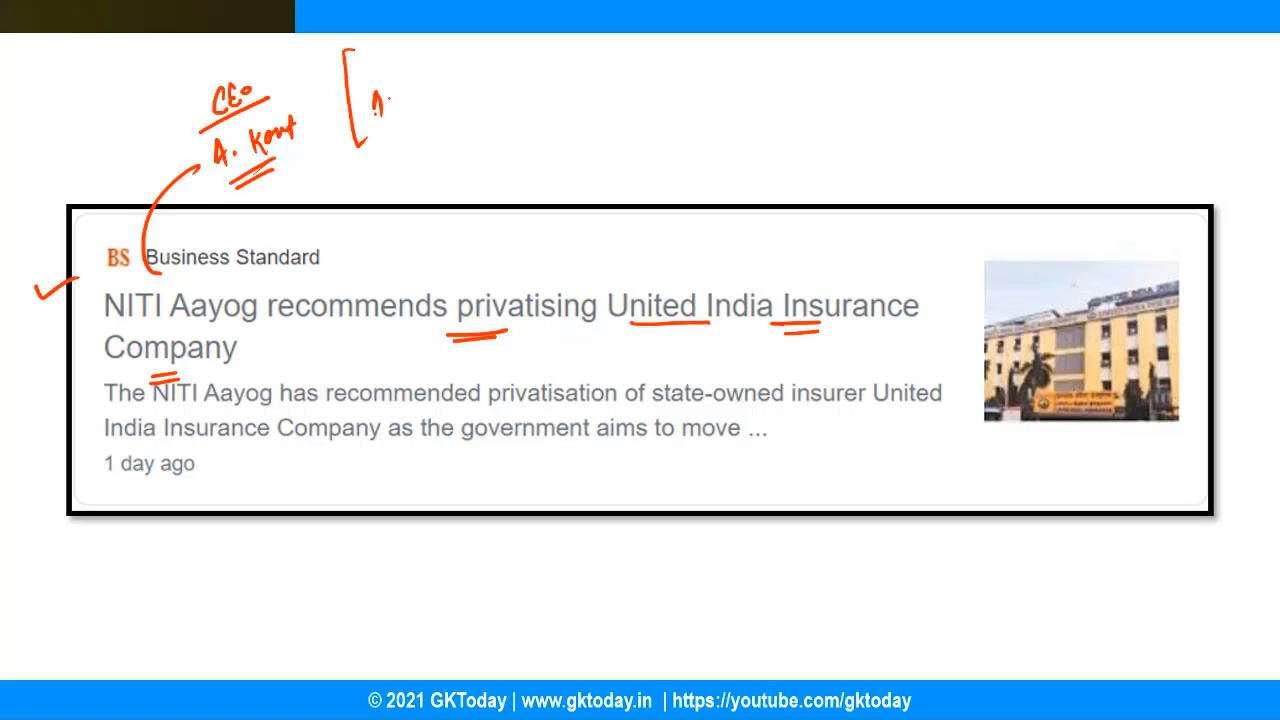 CEO
A. Kant
BS Business Standard
NITI Aayog recommends privatising United India Insurance
Company
The NITI Aayog has recommended privatisation of state-owned insurer United
India Insurance Company as the government aims to move ...
1 day ago
© 2021 GKToday | www.gktoday.in | https://youtube.com/gktoday